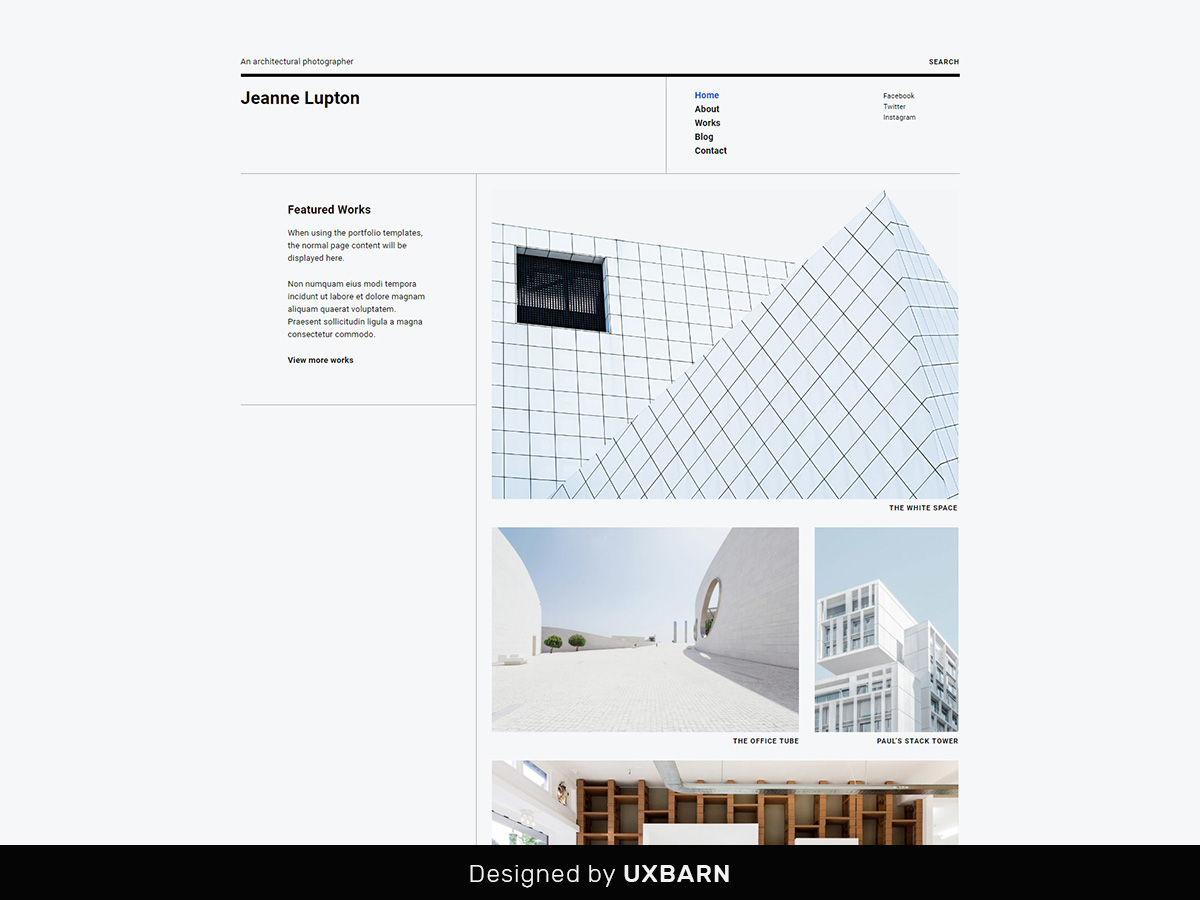 An architectural photographer
SEARCH
Jeanne Lupton
Home
About
Works
Blog
Contact
Facebook
Twitter
Instagram
Featured Works
When using the portfolio templates,
the normal page content will be
displayed here.
Non numquam eius modi tempora
incidunt ut labore et dolore magnam
aliquam quaerat voluptatem.
Praesent sollicitudin ligula a magna
consectetur commodo.
View more works
THE WHITE SPACE
THE OFFICE TUBE
PAUL'S STACK TOWER
Designed by UXBARN